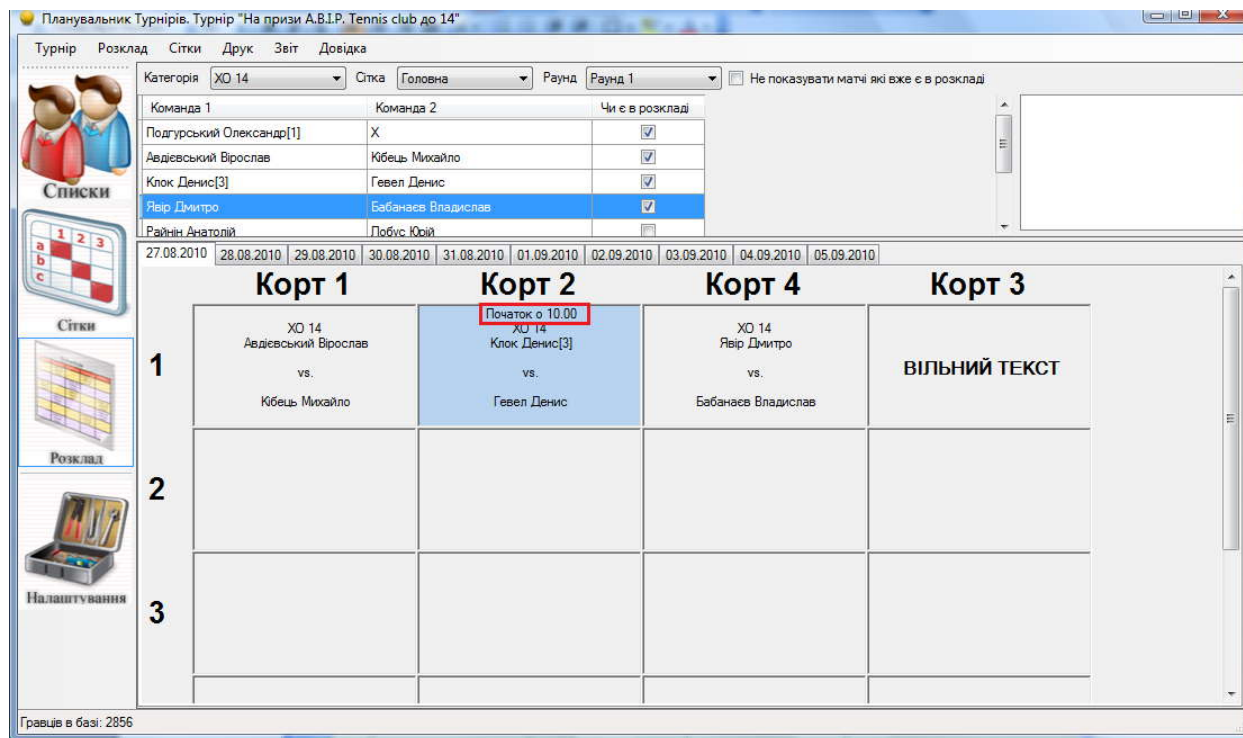 Планувальник Турнірів. Турнір "На призи А.В.І.Р. Tennis club до 14"
Турнір Розклад Сітки Друк Звіт Довідка
Категорія ХО 14 Сітка Головна Раунд Раунд 1 Не показувати матчі які вже є в розкладі
Команда 1 Команда 2 Чи є в розкладі
Подгурський Олександр[1] X
Авдієвський Вірослав Кібець Михайло
Клок Денис[3] Гевел Денис
Явір Дмитро Бабанаєв Владислав
Райнін Анатолій Лобус Юрій
Списки
1 2 3
a
b
c
Сітки
Розклад
Налаштування
27.08.2010 28.08.2010 29.08.2010 30.08.2010 31.08.2010 01.09.2010 02.09.2010 03.09.2010 04.09.2010 05.09.2010
Корт 1 Корт 2 Корт 4 Корт 3
1
ХО 14
Авдієвський Вірослав
vs.
Кібець Михайло
Початок о 10.00
ХО 14
Клок Денис[3]
vs.
Гевел Денис
ХО 14
Явір Дмитро
vs.
Бабанаєв Владислав
ВІЛЬНИЙ ТЕКСТ
2
3
Гравців в базі: 2856